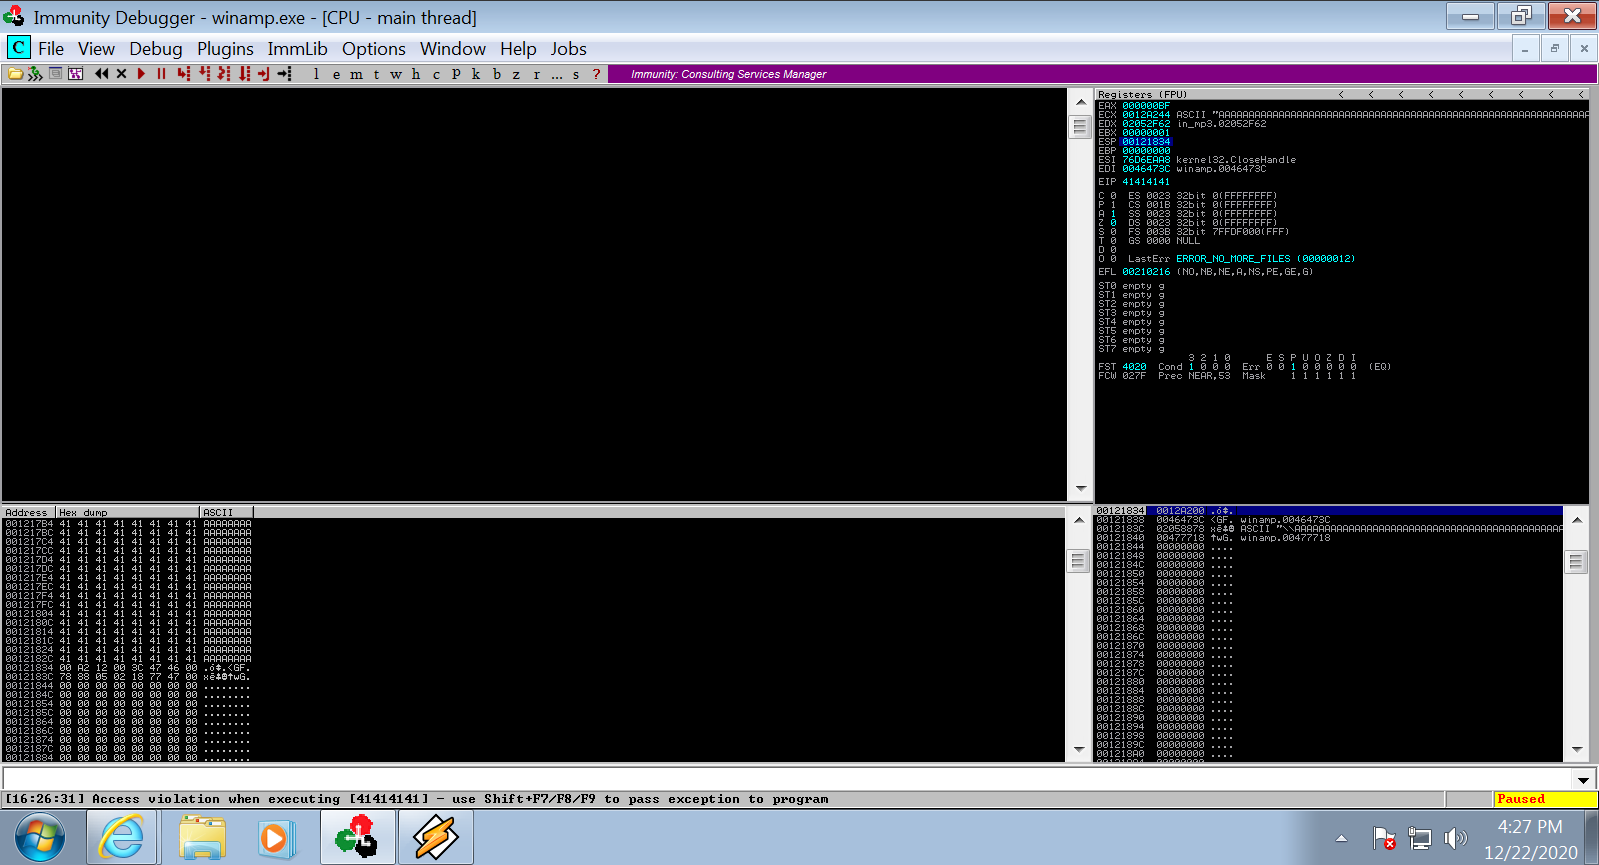 Immunity Debugger - winamp.exe - [CPU - main thread]
C File View Debug Plugins ImmLib Options Window Help Jobs
l e m t w h c P k b z r ... s ? Immunity: Consulting Services Manager
Registers (FPU) < < < < < < < < <
EAX 000000BF
ECX 0012A244 ASCII "AAAAAAAAAAAAAAAAAAAAAAAAAAAAAAAAAAAAAAAAAAAAAAAAAAAAAAAAAAAAAA
EDX 02052F62 in_mp3.02052F62
EBX 00000001
ESP 00121834
EBP 00000000
ESI 76D6EAA8 kernel32.CloseHandle
EDI 0046473C winamp.0046473C
EIP 41414141
C 0 ES 0023 32bit 0(FFFFFFFF)
P 1 CS 001B 32bit 0(FFFFFFFF)
A 1 SS 0023 32bit 0(FFFFFFFF)
Z 0 DS 0023 32bit 0(FFFFFFFF)
S 0 FS 003B 32bit 7FFDF000(FFF)
T 0 GS 0000 NULL
D 0
O 0 LastErr ERROR_NO_MORE_FILES (00000012)
EFL 00210216 (NO,NB,NE,A,NS,PE,GE,G)
ST0 empty g
ST1 empty g
ST2 empty g
ST3 empty g
ST4 empty g
ST5 empty g
ST6 empty g
ST7 empty g
3 2 1 0 E S P U O Z D I
FST 4020 Cond 1 0 0 0 Err 0 0 1 0 0 0 0 0 (EQ)
FCW 027F Prec NEAR,53 Mask 1 1 1 1 1 1
Address Hex dump ASCII
001217B4 41 41 41 41 41 41 41 41 AAAAAAAA
001217BC 41 41 41 41 41 41 41 41 AAAAAAAA
001217C4 41 41 41 41 41 41 41 41 AAAAAAAA
001217CC 41 41 41 41 41 41 41 41 AAAAAAAA
001217D4 41 41 41 41 41 41 41 41 AAAAAAAA
001217DC 41 41 41 41 41 41 41 41 AAAAAAAA
001217E4 41 41 41 41 41 41 41 41 AAAAAAAA
001217EC 41 41 41 41 41 41 41 41 AAAAAAAA
001217F4 41 41 41 41 41 41 41 41 AAAAAAAA
001217FC 41 41 41 41 41 41 41 41 AAAAAAAA
00121804 41 41 41 41 41 41 41 41 AAAAAAAA
0012180C 41 41 41 41 41 41 41 41 AAAAAAAA
00121814 41 41 41 41 41 41 41 41 AAAAAAAA
0012181C 41 41 41 41 41 41 41 41 AAAAAAAA
00121824 41 41 41 41 41 41 41 41 AAAAAAAA
0012182C 41 41 41 41 41 41 41 41 AAAAAAAA
00121834 00 A2 12 00 3C 47 46 00 .ó‡.<GF.
0012183C 78 88 05 02 18 77 47 00 xê♣☻↑wG.
00121844 00 00 00 00 00 00 00 00 ........
0012184C 00 00 00 00 00 00 00 00 ........
00121854 00 00 00 00 00 00 00 00 ........
0012185C 00 00 00 00 00 00 00 00 ........
00121864 00 00 00 00 00 00 00 00 ........
0012186C 00 00 00 00 00 00 00 00 ........
00121874 00 00 00 00 00 00 00 00 ........
0012187C 00 00 00 00 00 00 00 00 ........
00121884 00 00 00 00 00 00 00 00 ........
00121834 0012A200 .ó‡.
00121838 0046473C <GF. winamp.0046473C
0012183C 02058878 xê♣☻ ASCII "\\AAAAAAAAAAAAAAAAAAAAAAAAAAAAAAAAAAAAAAAA
00121840 00477718 ↑wG. winamp.00477718
00121844 00000000 ....
00121848 00000000 ....
0012184C 00000000 ....
00121850 00000000 ....
00121854 00000000 ....
00121858 00000000 ....
0012185C 00000000 ....
00121860 00000000 ....
00121864 00000000 ....
00121868 00000000 ....
0012186C 00000000 ....
00121870 00000000 ....
00121874 00000000 ....
00121878 00000000 ....
0012187C 00000000 ....
00121880 00000000 ....
00121884 00000000 ....
00121888 00000000 ....
0012188C 00000000 ....
00121890 00000000 ....
00121894 00000000 ....
00121898 00000000 ....
0012189C 00000000 ....
001218A0 00000000 ....
[16:26:31] Access violation when executing [41414141] - use Shift+F7/F8/F9 to pass exception to program Paused
4:27 PM
12/22/2020